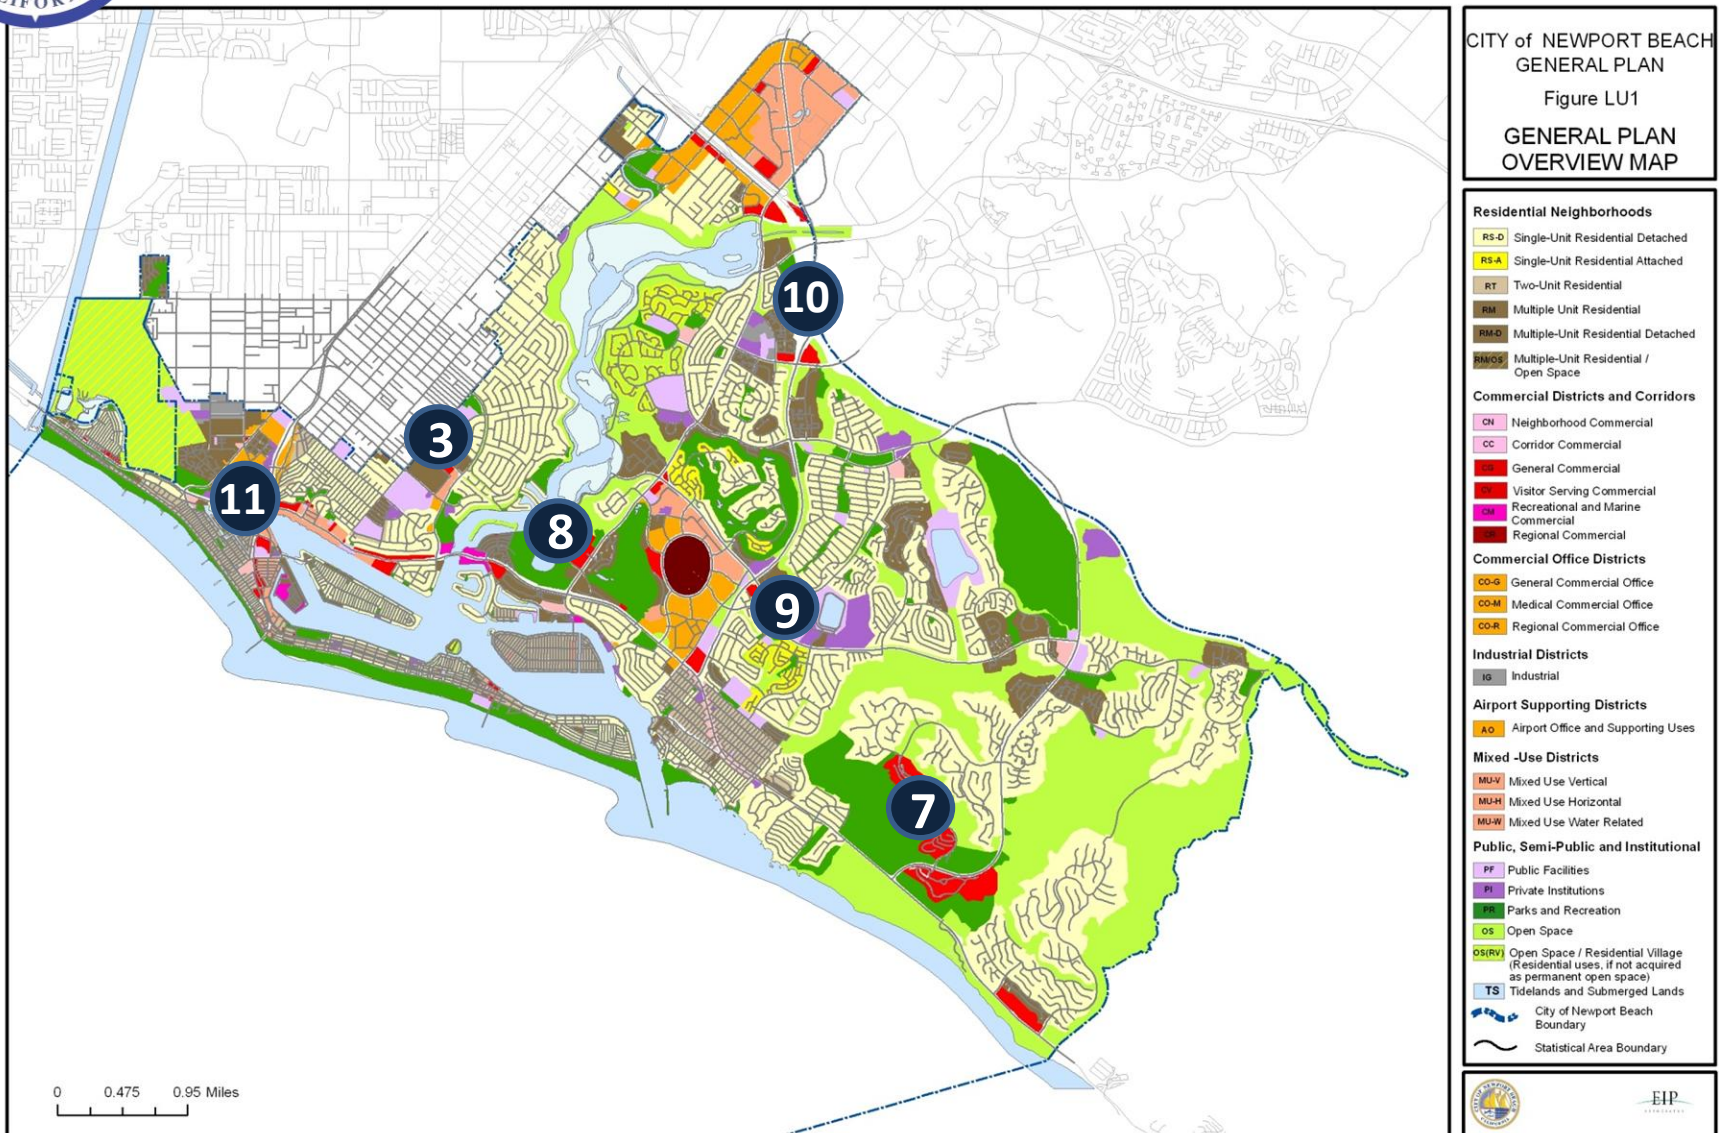 CITY of NEWPORT BEACH
GENERAL PLAN
Figure LU1
GENERAL PLAN
OVERVIEW MAP
Residential Neighborhoods
RS-D Single-Unit Residential Detached
RS-A Single-Unit Residential Attached
RT Two-Unit Residential
RM Multiple Unit Residential
RM-D Multiple-Unit Residential Detached
RM/OS Multiple-Unit Residential /
Open Space
Commercial Districts and Corridors
CN Neighborhood Commercial
CC Corridor Commercial
CG General Commercial
CV Visitor Serving Commercial
CM Recreational and Marine
Commercial
CR Regional Commercial
Commercial Office Districts
CO-G General Commercial Office
CO-M Medical Commercial Office
CO-R Regional Commercial Office
Industrial Districts
IG Industrial
Airport Supporting Districts
AO Airport Office and Supporting Uses
Mixed -Use Districts
MU-V Mixed Use Vertical
MU-H Mixed Use Horizontal
MU-W Mixed Use Water Related
Public, Semi-Public and Institutional
PF Public Facilities
PI Private Institutions
PR Parks and Recreation
OS Open Space
OS(RV) Open Space / Residential Village
(Residential uses, if not acquired
as permanent open space)
TS Tidelands and Submerged Lands
City of Newport Beach
Boundary
Statistical Area Boundary
EIP
10
3
11
8
9
7
0 0.475 0.95 Miles